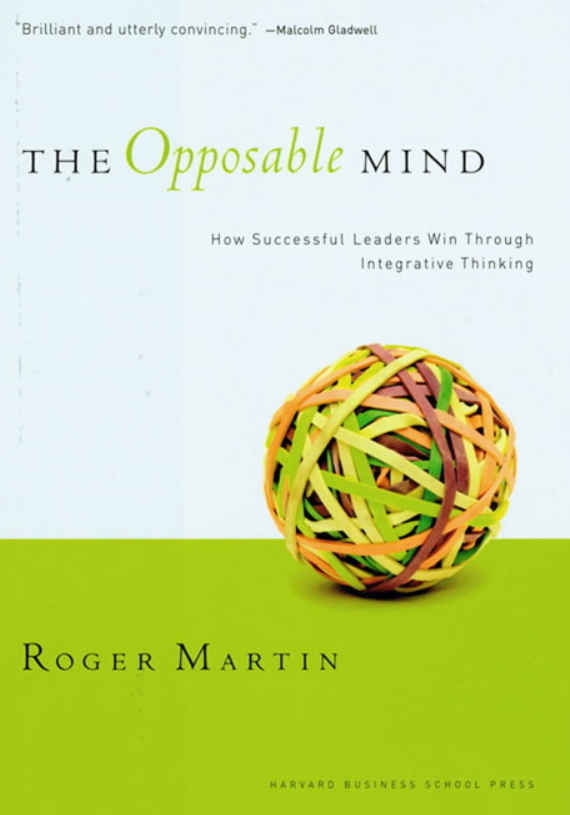 "Brilliant and utterly convincing." —Malcolm Gladwell
THE Opposable MIND
How Successful Leaders Win Through
Integrative Thinking
ROGER MARTIN
HARVARD BUSINESS SCHOOL PRESS